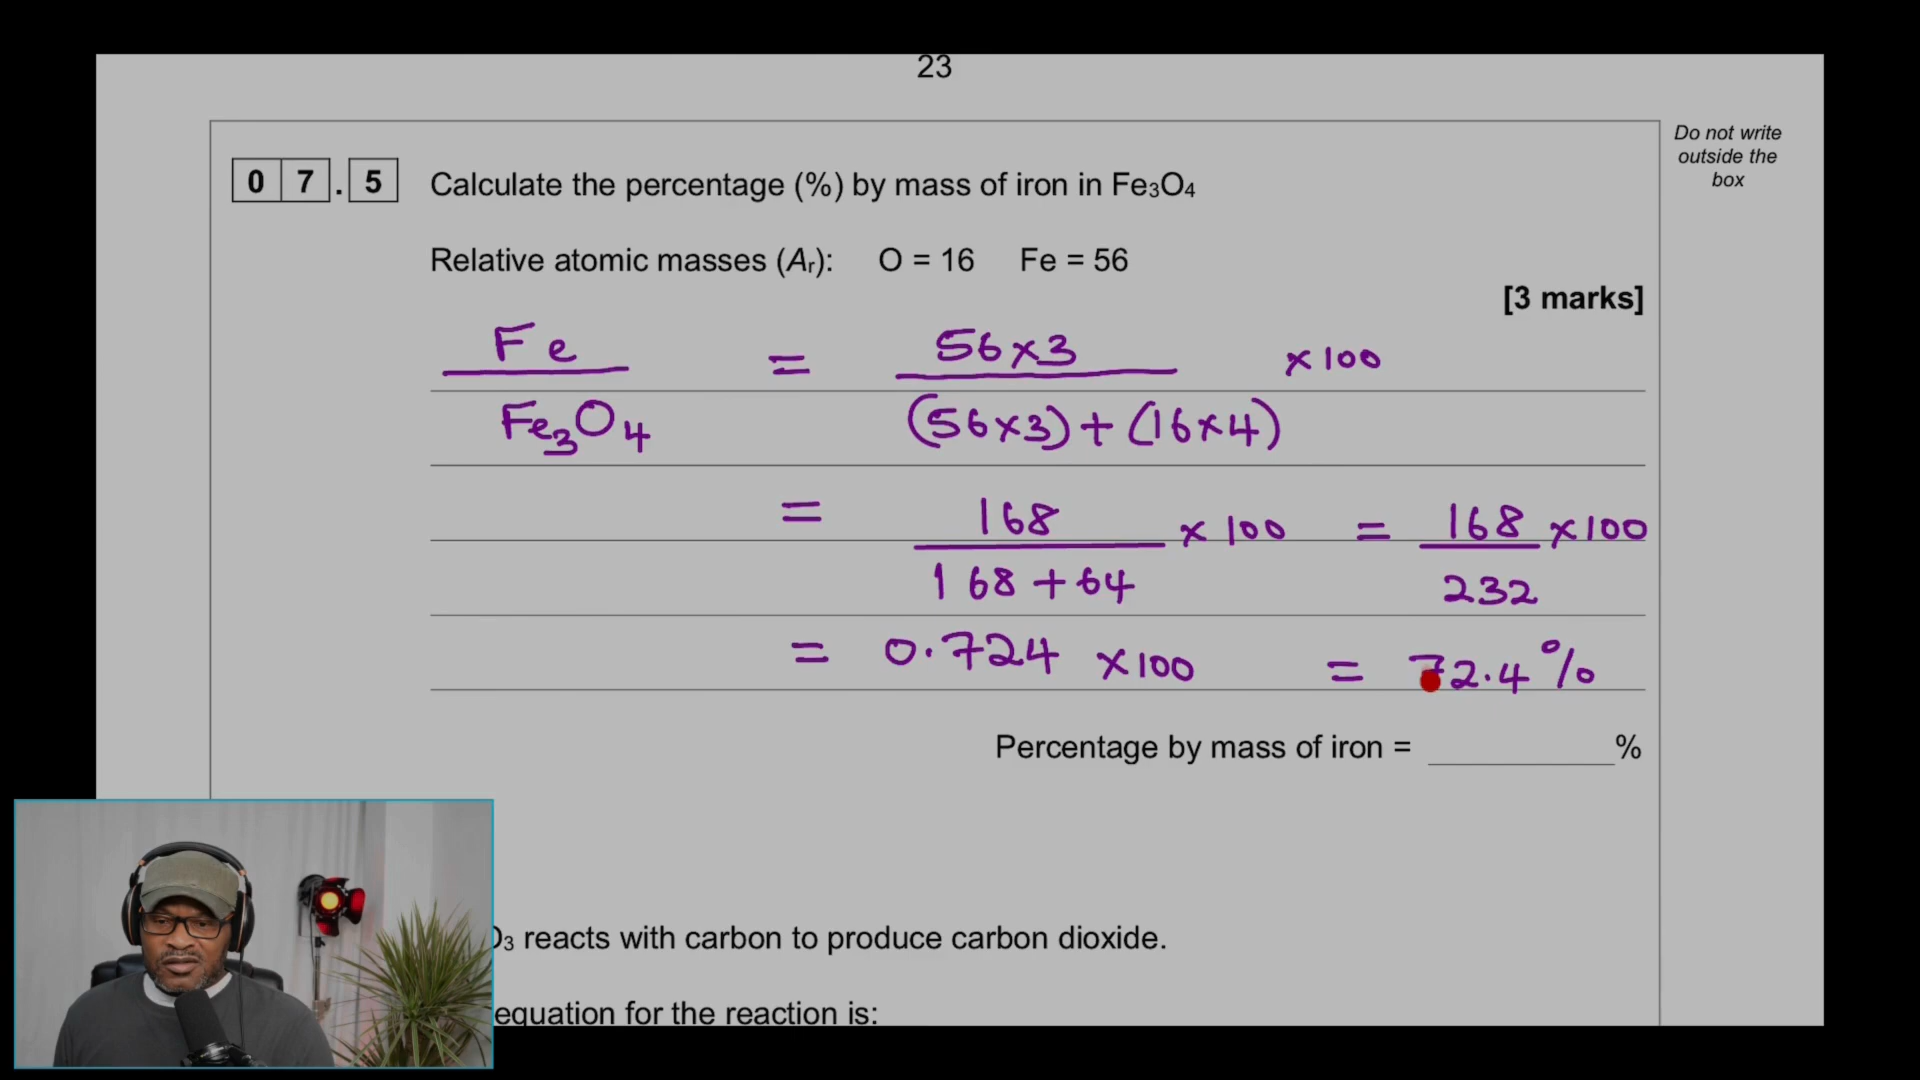 23
Do not write
outside the
box
0 7 . 5 Calculate the percentage (%) by mass of iron in Fe₃O₄
Relative atomic masses (Ar): O = 16 Fe = 56
[3 marks]
Fe = 56×3 ×100
Fe₃O₄ (56×3)+(16×4)
= 168 × 100 = 168 ×100
168+64 232
= 0.724 ×100 = 72.4%
Percentage by mass of iron = ________ %
O₃ reacts with carbon to produce carbon dioxide.
equation for the reaction is: